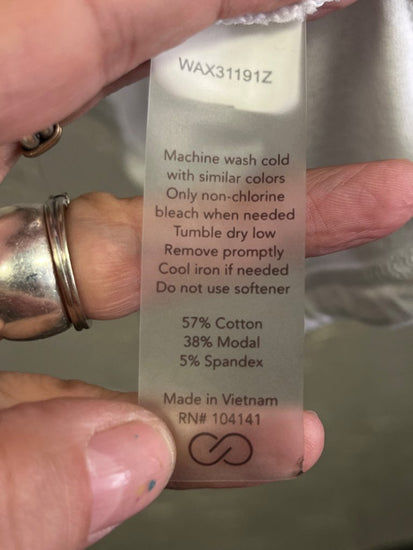 WAX31191Z
Machine wash cold
with similar colors
Only non-chlorine
bleach when needed
Tumble dry low
Remove promptly
Cool iron if needed
Do not use softener
57% Cotton
38% Modal
5% Spandex
Made in Vietnam
RN# 104141